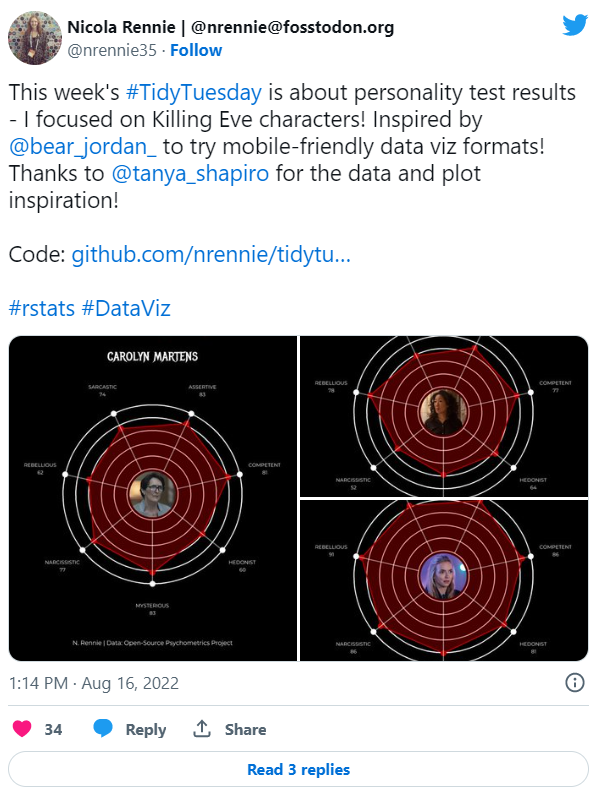 Nicola Rennie | @nrennie@fosstodon.org
@nrennie35 · Follow
This week's #TidyTuesday is about personality test results
- I focused on Killing Eve characters! Inspired by
@bear_jordan_ to try mobile-friendly data viz formats!
Thanks to @tanya_shapiro for the data and plot
inspiration!
Code: github.com/nrennie/tidytu...
#rstats #DataViz
CAROLYN MARTENS
SARCASTIC
74
ASSERTIVE
83
REBELLIOUS
62
COMPETENT
81
NARCISSISTIC
77
HEDONIST
60
MYSTERIOUS
83
N. Rennie | Data: Open-Source Psychometrics Project
REBELLIOUS
78
COMPETENT
77
NARCISSISTIC
52
HEDONIST
64
REBELLIOUS
91
COMPETENT
86
NARCISSISTIC
86
HEDONIST
81
1:14 PM · Aug 16, 2022
34
Reply
Share
Read 3 replies